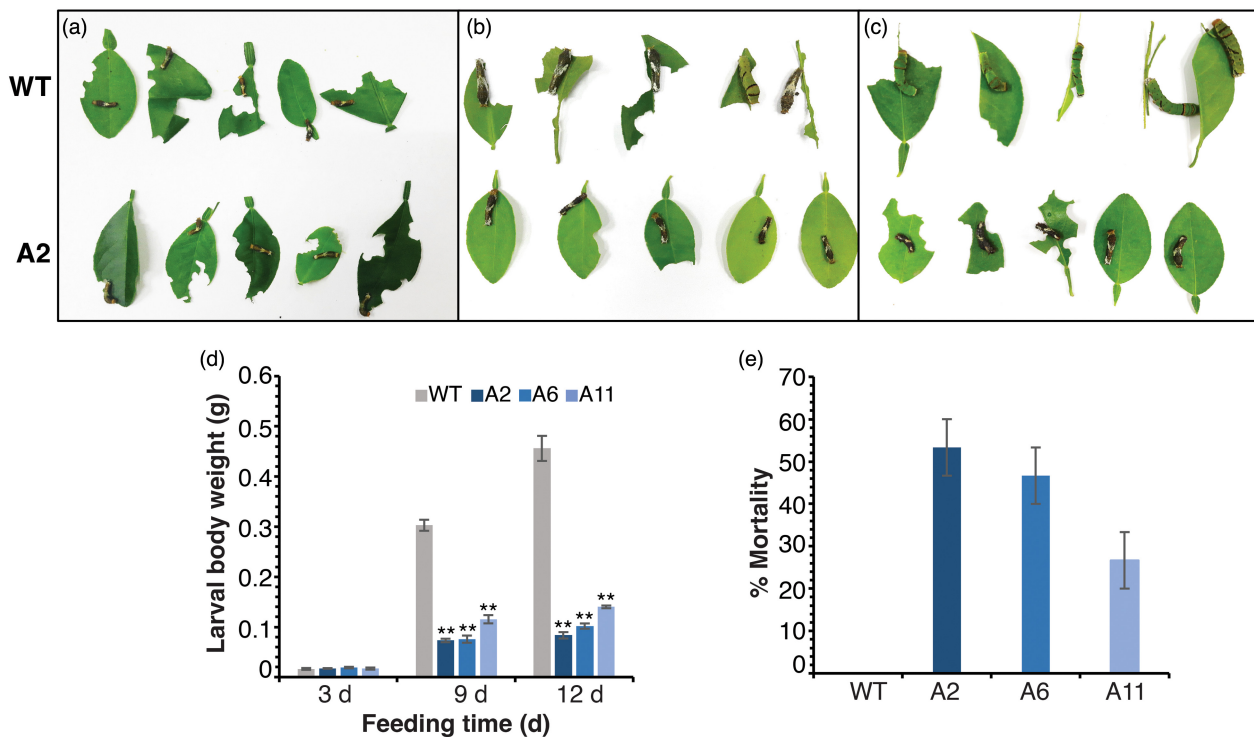 (a) (b) (c)
WT
A2
(d)
Larval body weight (g)
0.6
0.5
0.4
0.3
0.2
0.1
0
WT A2 A6 A11
** ** **
** ** **
3 d 9 d 12 d
Feeding time (d)
(e)
% Mortality
70
60
50
40
30
20
10
0
WT A2 A6 A11